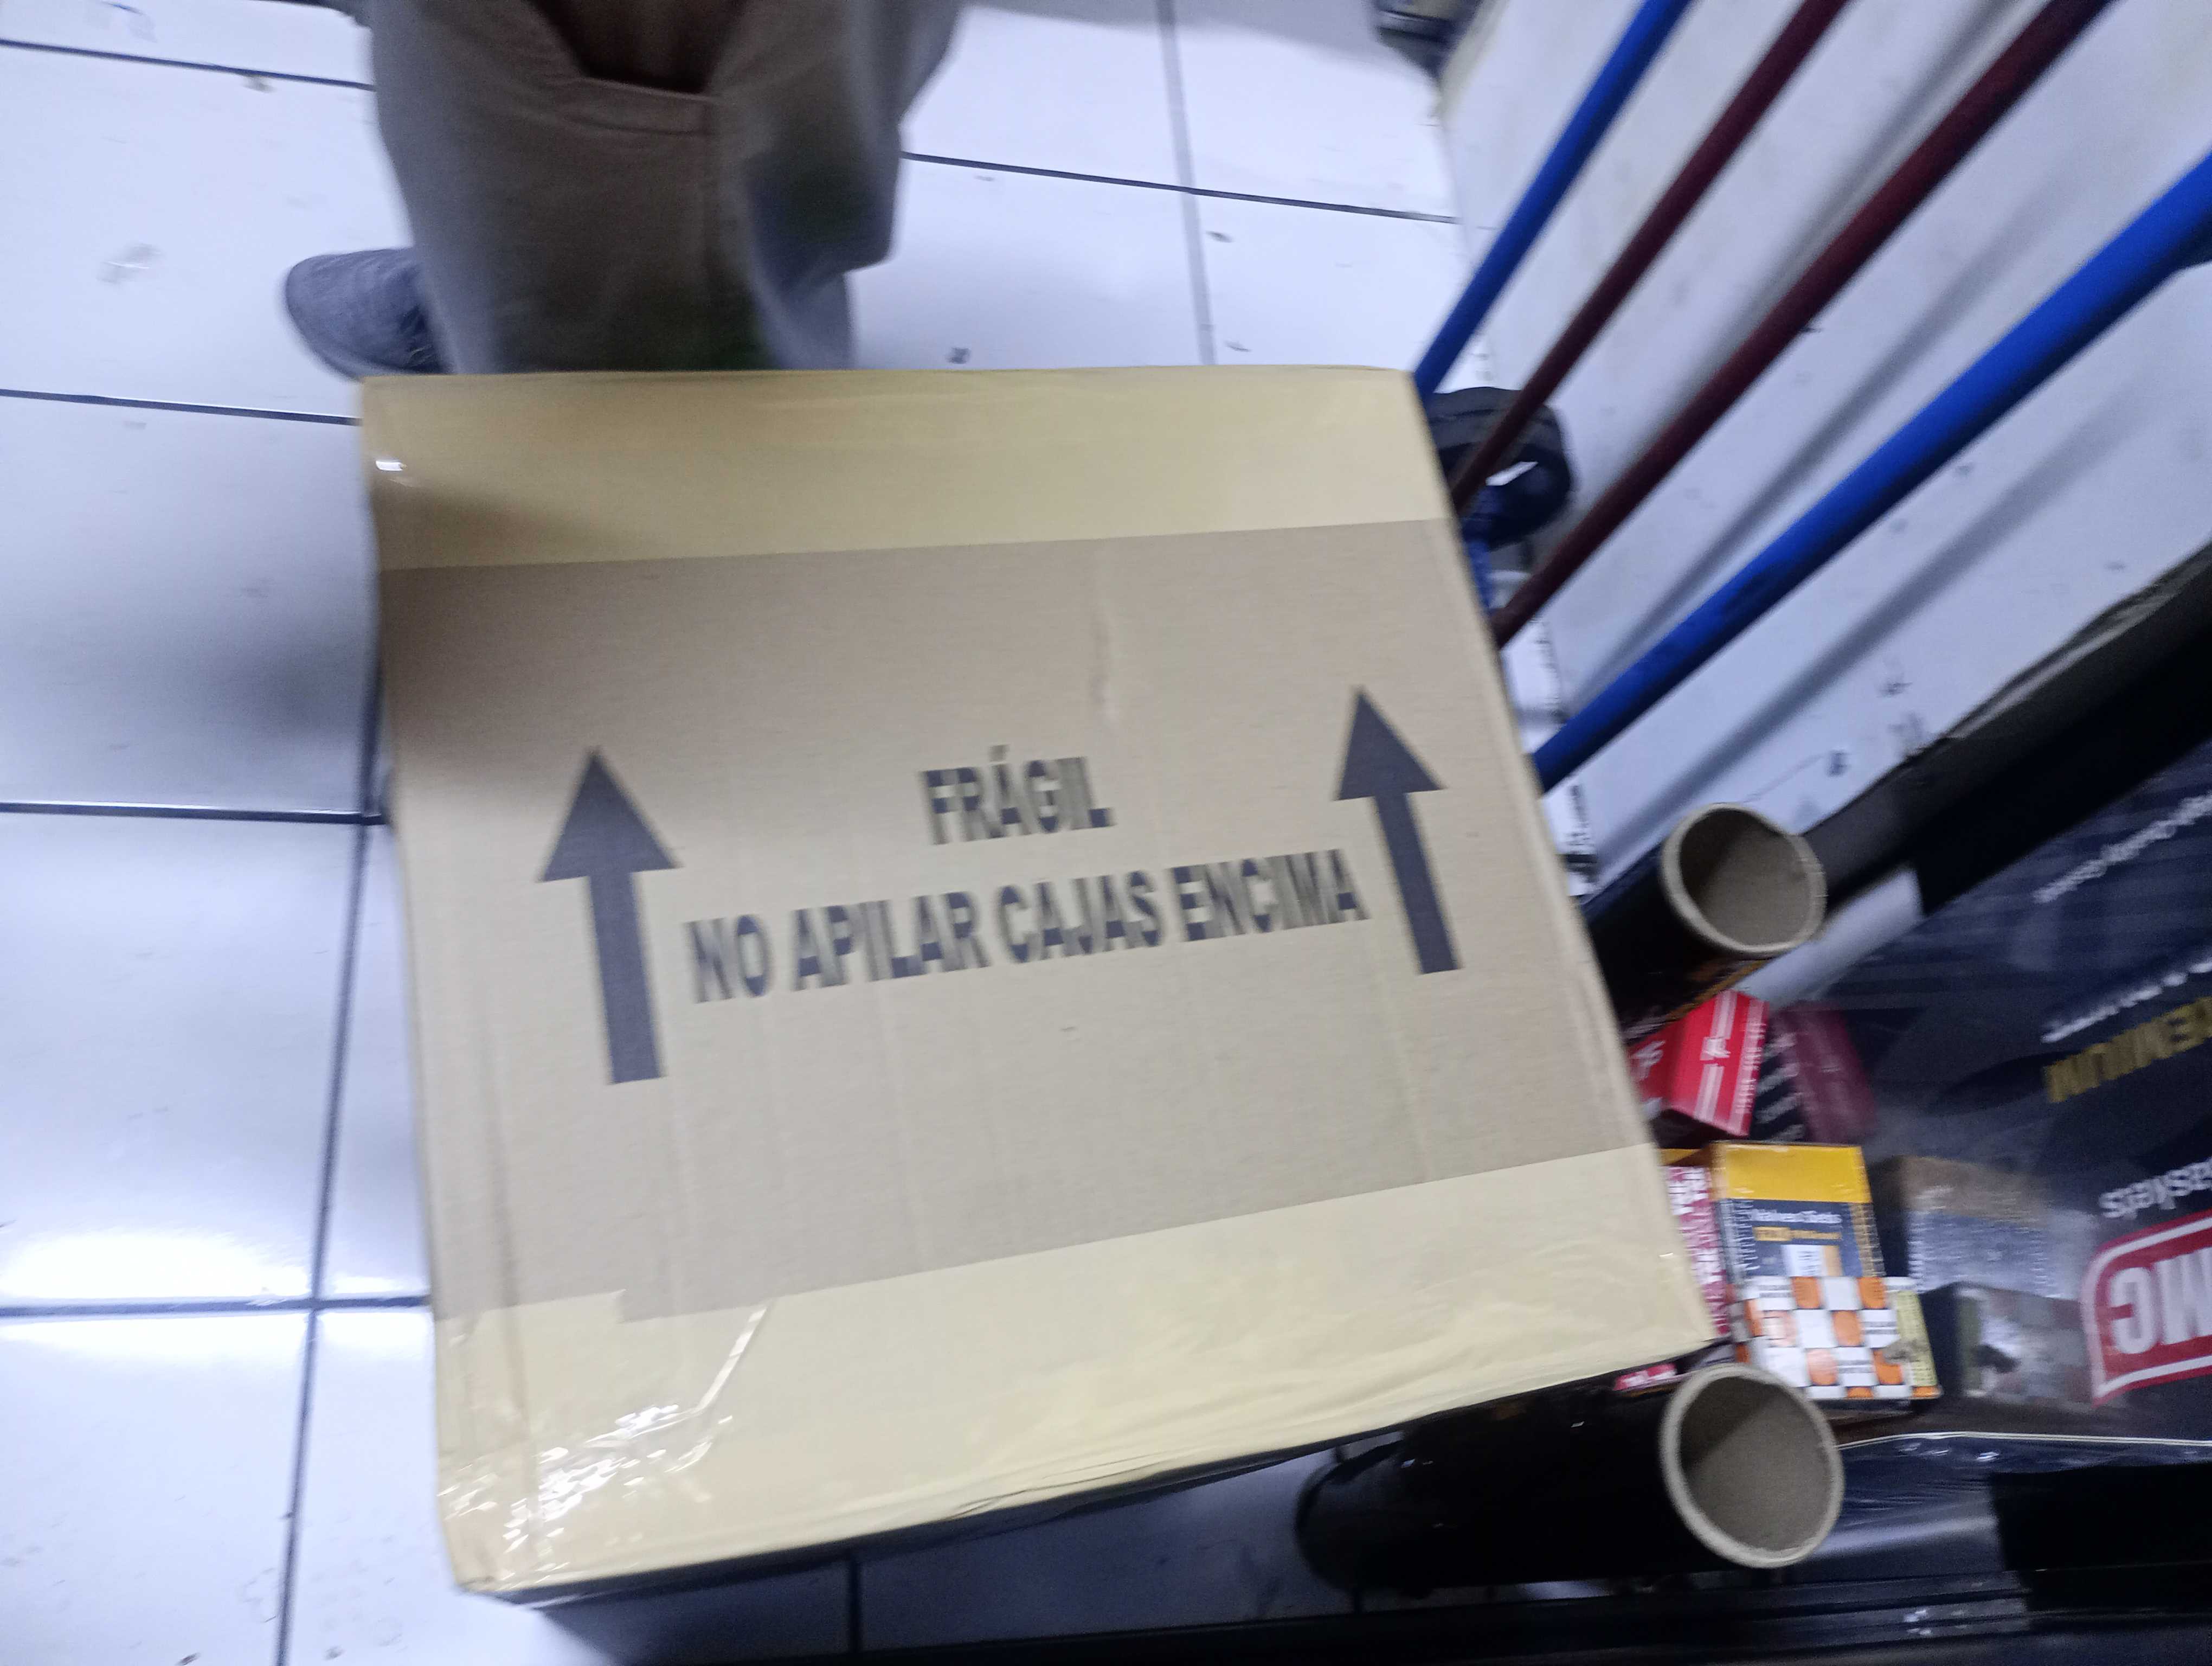 FRÁGIL
NO APILAR CAJAS ENCIMA